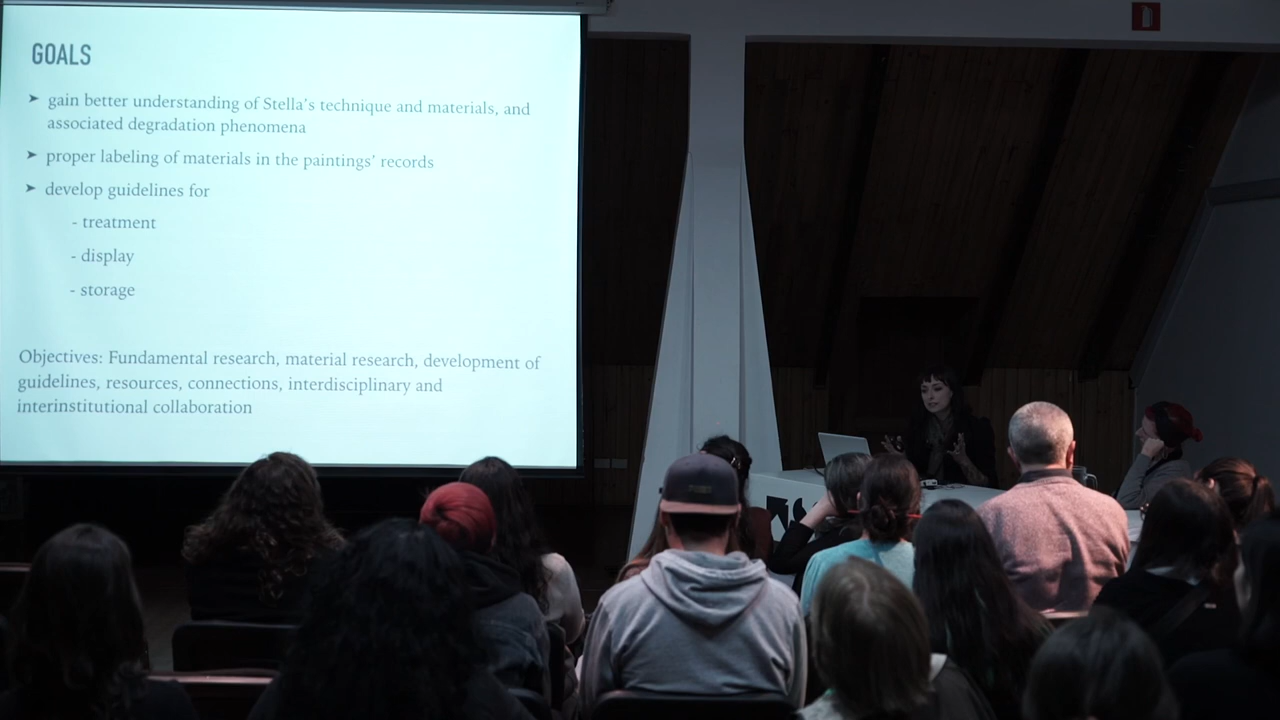 GOALS
➤ gain better understanding of Stella's technique and materials, and
associated degradation phenomena
➤ proper labeling of materials in the paintings' records
➤ develop guidelines for
- treatment
- display
- storage
Objectives: Fundamental research, material research, development of
guidelines, resources, connections, interdisciplinary and
interinstitutional collaboration